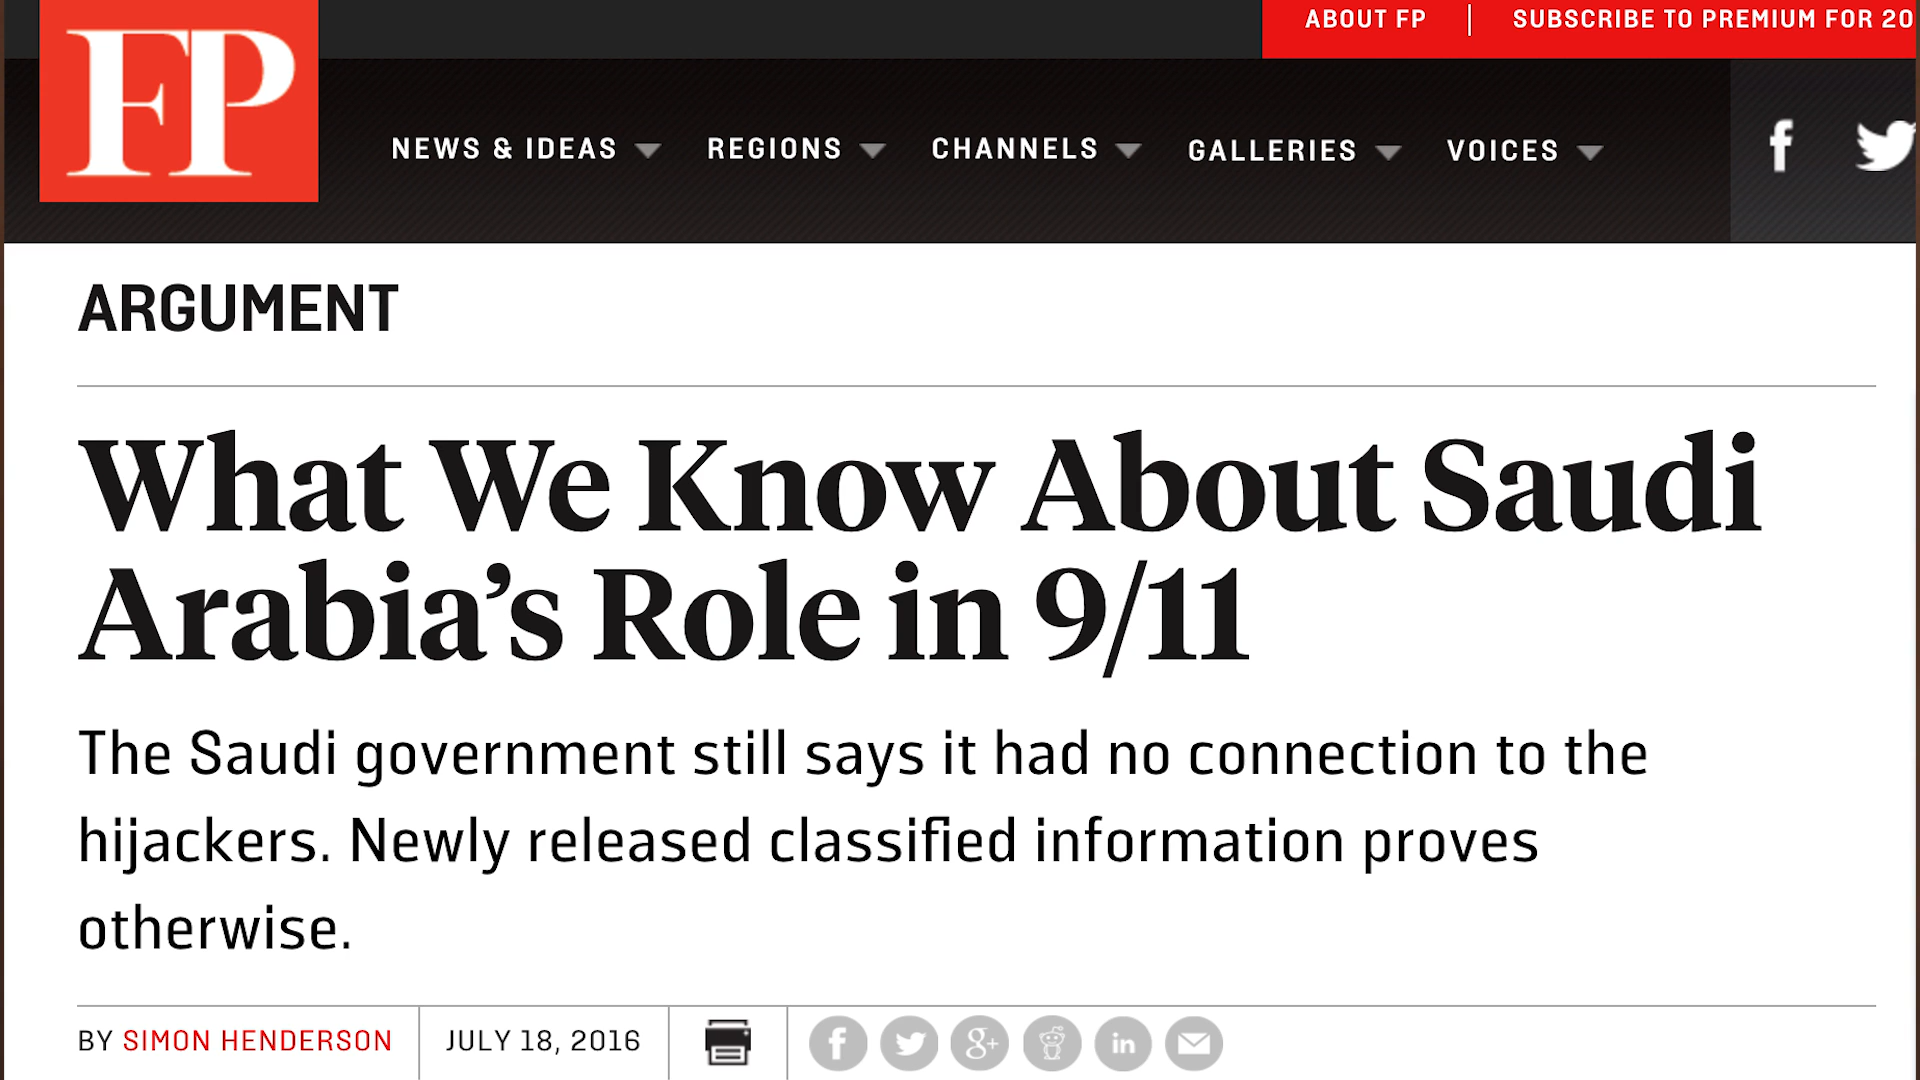 ABOUT FP | SUBSCRIBE TO PREMIUM FOR 20
FP
NEWS & IDEAS REGIONS CHANNELS GALLERIES VOICES
ARGUMENT
What We Know About Saudi
Arabia’s Role in 9/11
The Saudi government still says it had no connection to the
hijackers. Newly released classified information proves
otherwise.
BY SIMON HENDERSON JULY 18, 2016